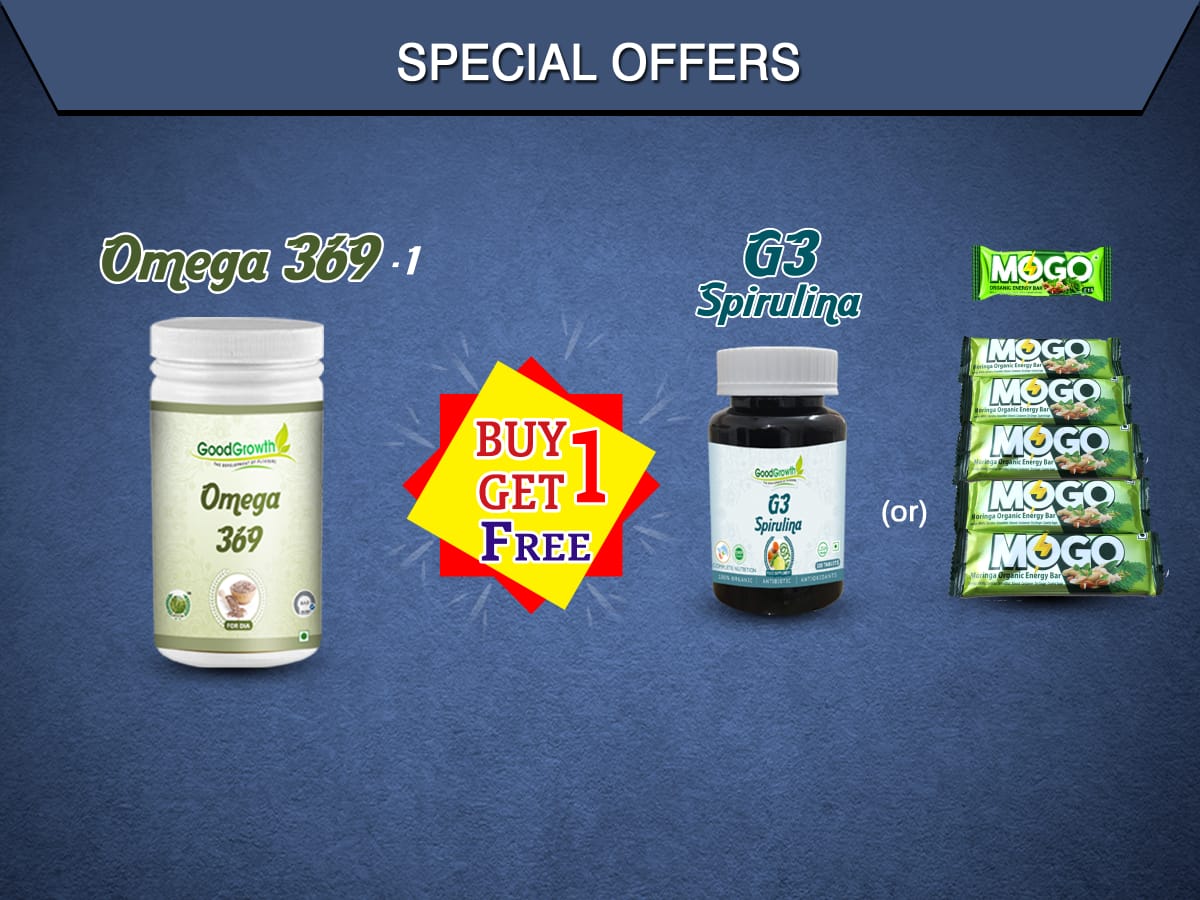 SPECIAL OFFERS
Omega 369 - 1
GoodGrowth
Omega
369
FOR DIA
BUY 1
GET
FREE
G3
Spirulina
GoodGrowth
G3
Spirulina
COMPLETE NUTRITION
100% ORGANIC
ANTIBIOTIC
ANTIOXIDANTS
(or)
MOGO
ORGANIC ENERGY BAR
MOGO
Moringa Organic Energy Bar
MOGO
Moringa Organic Energy Bar
MOGO
Moringa Organic Energy Bar
MOGO
Moringa Organic Energy Bar
MOGO
Moringa Organic Energy Bar